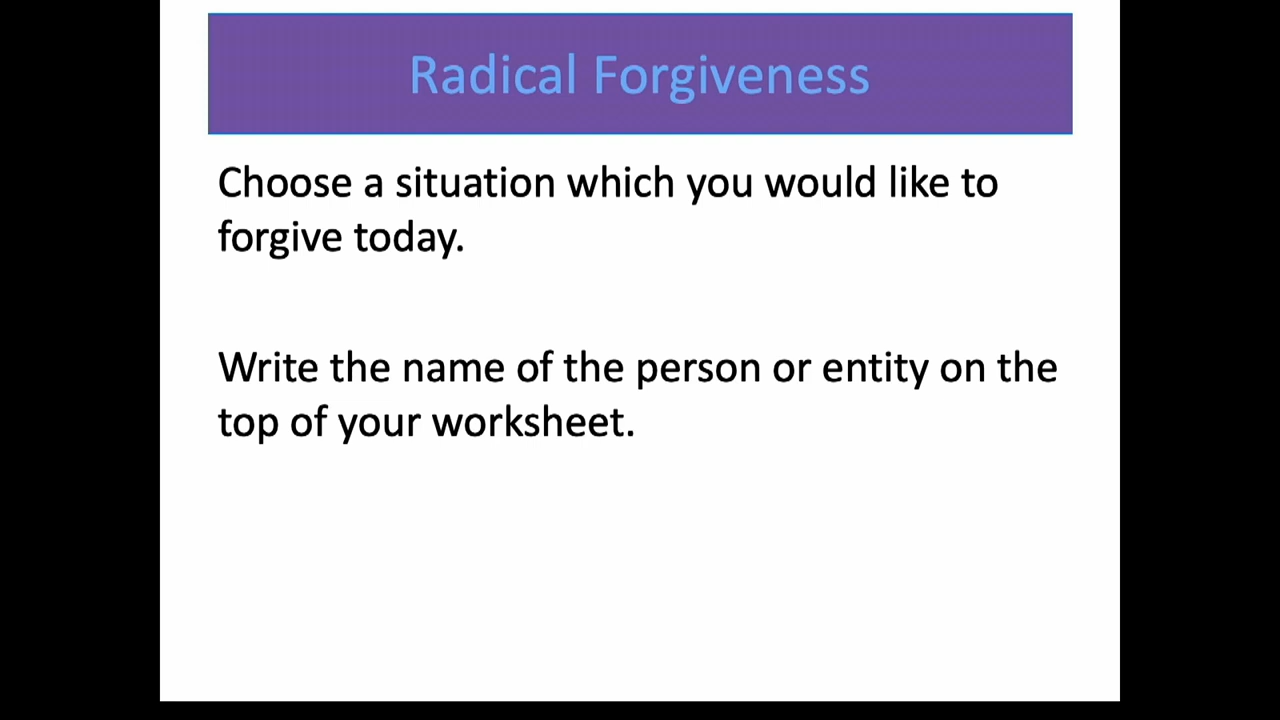 Radical Forgiveness
Choose a situation which you would like to
forgive today.
Write the name of the person or entity on the
top of your worksheet.